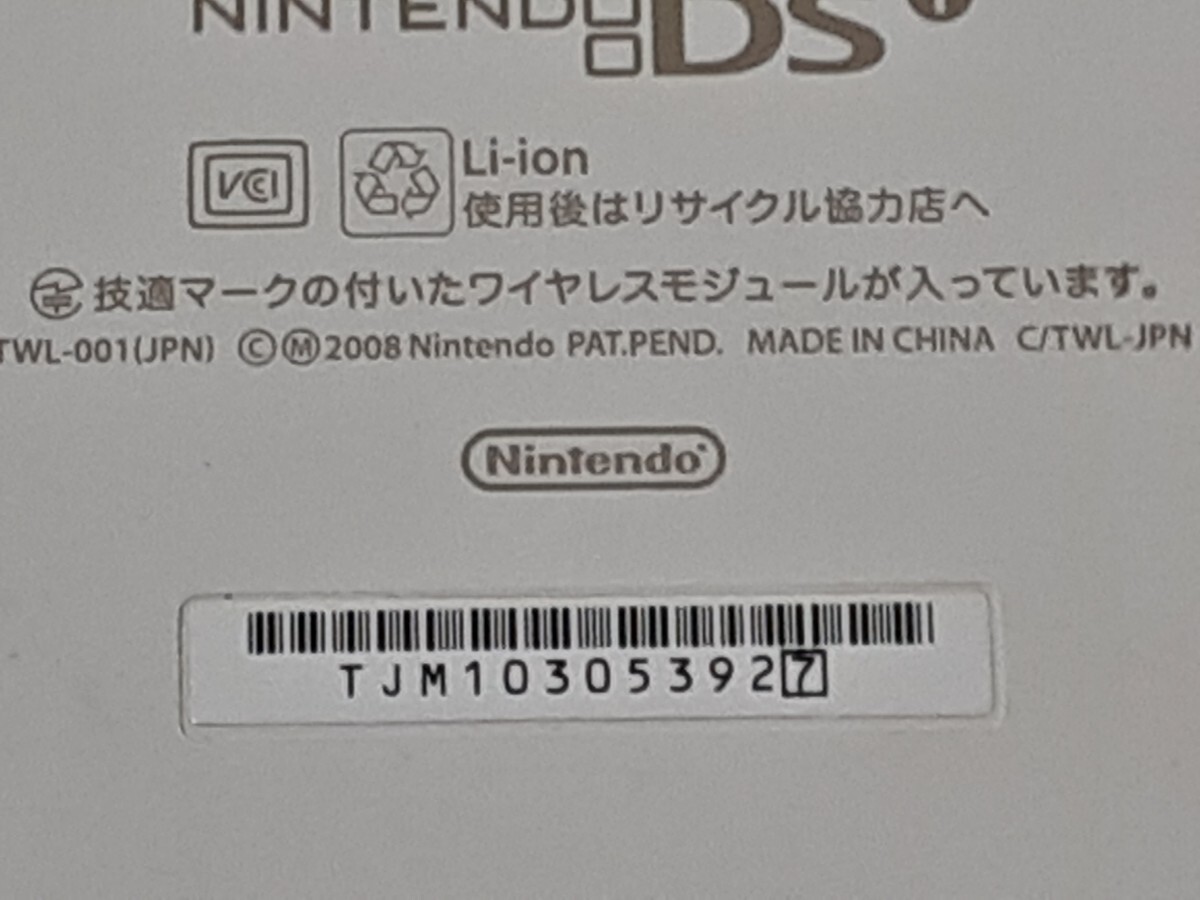 NINTENDO DSi
VCI
Li-ion
使用後はリサイクル協力店へ
技適マークの付いたワイヤレスモジュールが入っています。
TWL-001(JPN) ©Ⓜ2008 Nintendo PAT.PEND. MADE IN CHINA C/TWL-JPN
Nintendo
TJM103053927